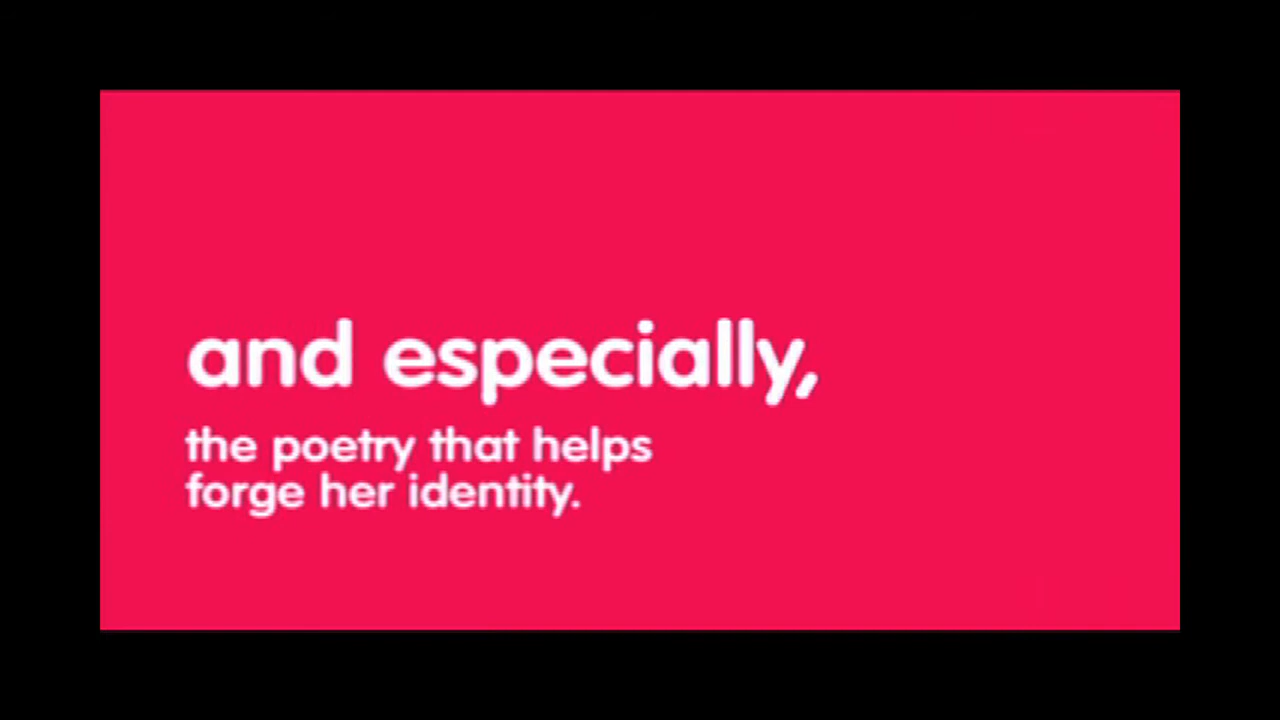 and especially,
the poetry that helps
forge her identity.